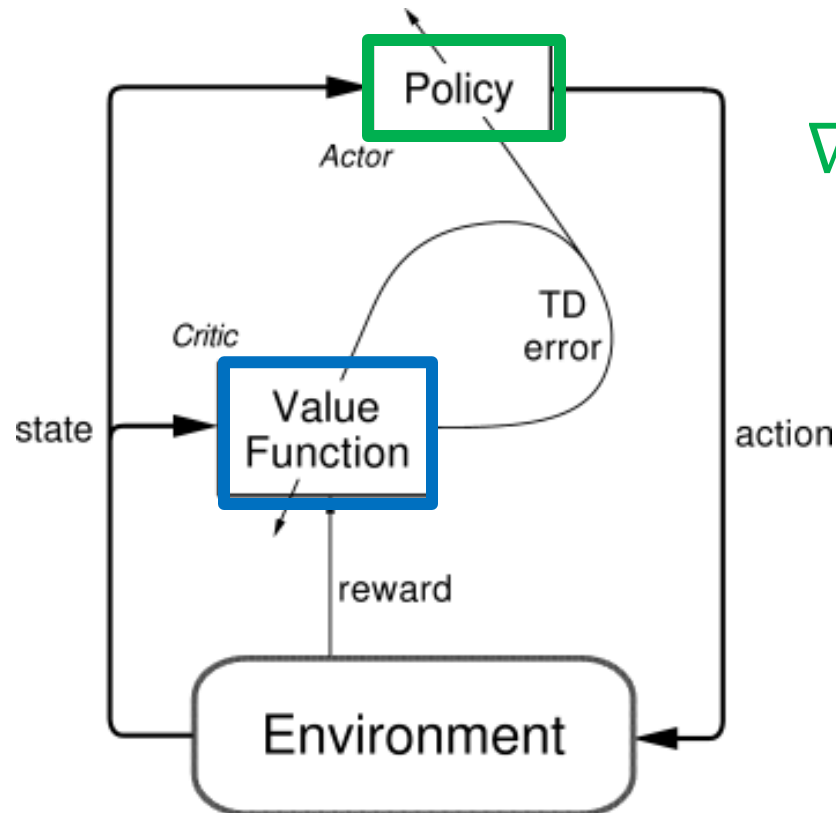 Policy
∇
Actor
TD
error
Critic
Value
Function
state
action
reward
Environment